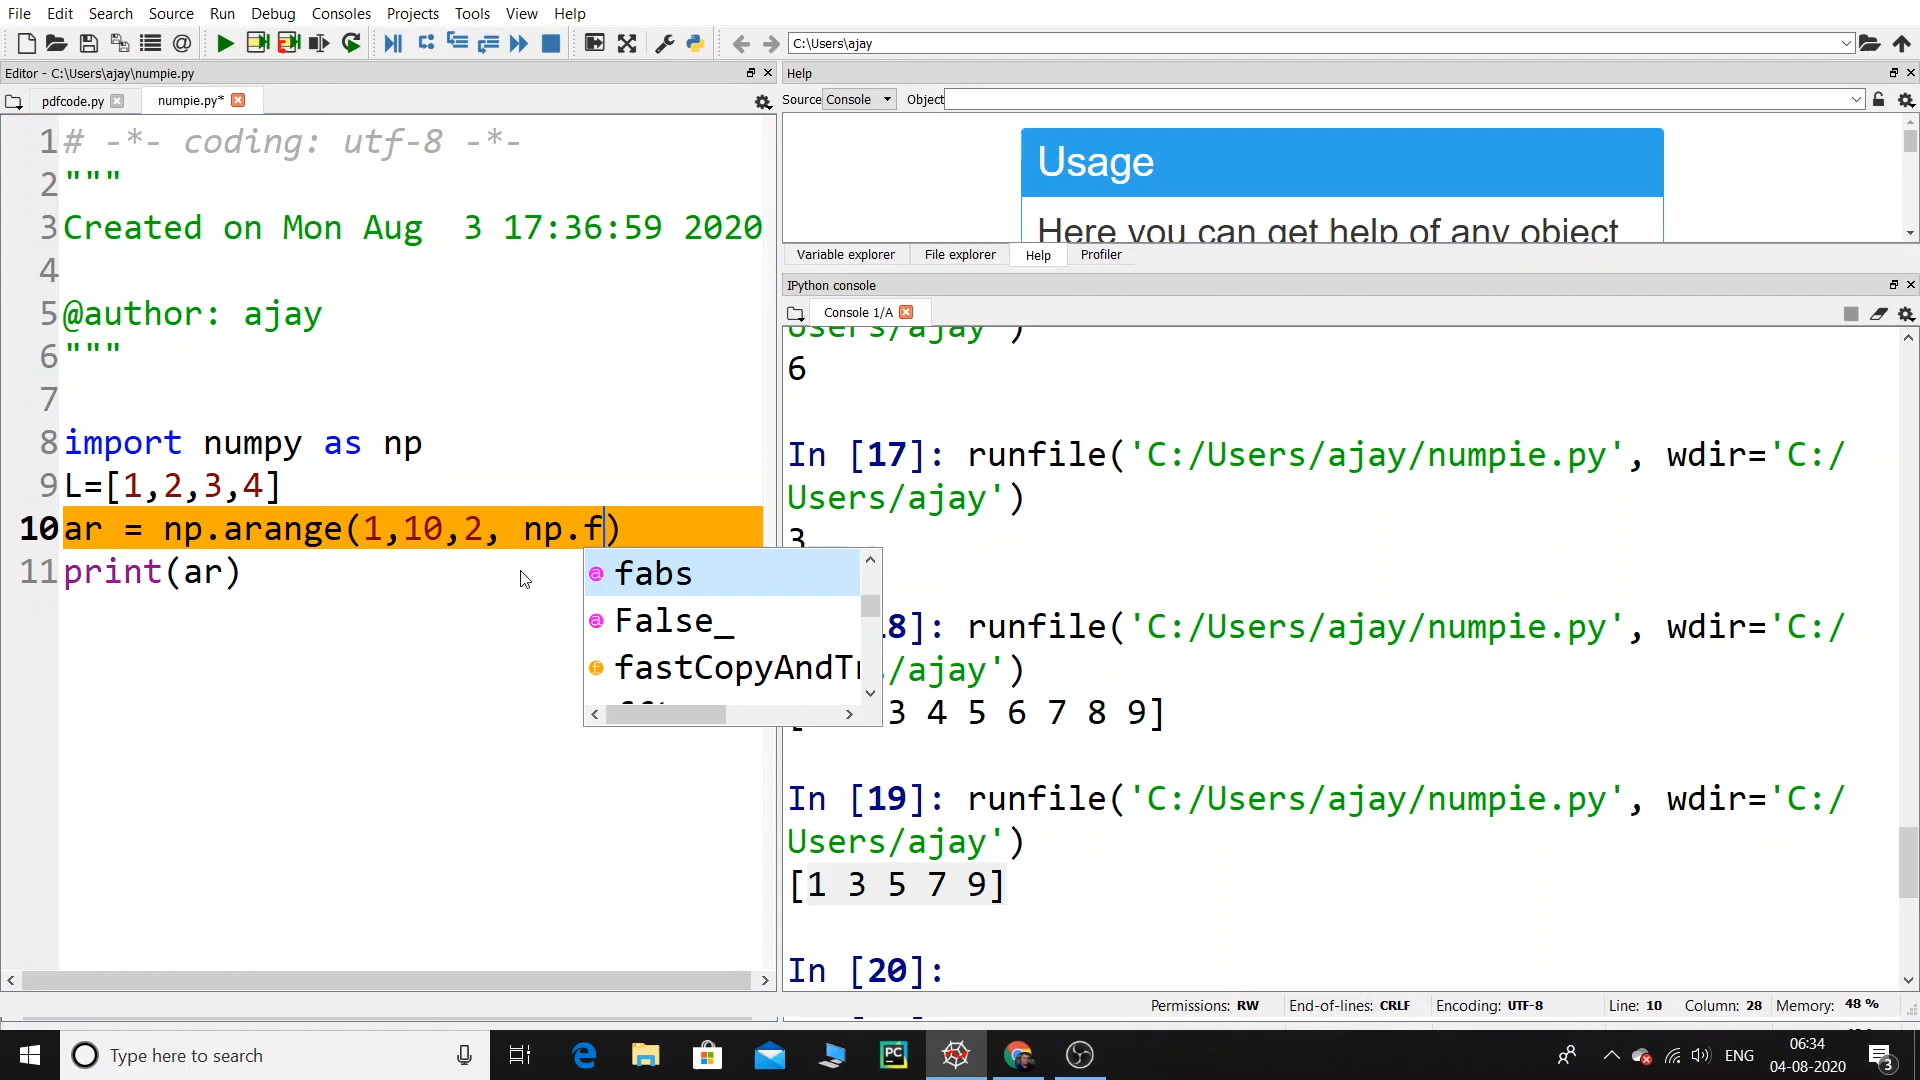 File Edit Search Source Run Debug Consoles Projects Tools View Help
C:\Users\ajay
Editor - C:\Users\ajay\numpie.py
pdfcode.py
numpie.py*
1 # -*- coding: utf-8 -*-
2 """
3 Created on Mon Aug  3 17:36:59 2020
4
5 @author: ajay
6 """
7
8 import numpy as np
9 L=[1,2,3,4]
10 ar = np.arange(1,10,2, np.f)
11 print(ar)
fabs
False_
fastCopyAndTr
Help
Source Console Object
Usage
Here you can get help of any object
Variable explorer File explorer Help Profiler
IPython console
Console 1/A
Users/ajay')
6
In [17]: runfile('C:/Users/ajay/numpie.py', wdir='C:/
Users/ajay')
3
8]: runfile('C:/Users/ajay/numpie.py', wdir='C:/
/ajay')
[ 3 4 5 6 7 8 9]
In [19]: runfile('C:/Users/ajay/numpie.py', wdir='C:/
Users/ajay')
[1 3 5 7 9]
In [20]:
Permissions: RW End-of-lines: CRLF Encoding: UTF-8 Line: 10 Column: 28 Memory: 48 %
Type here to search
PC
ENG
06:34
04-08-2020
3